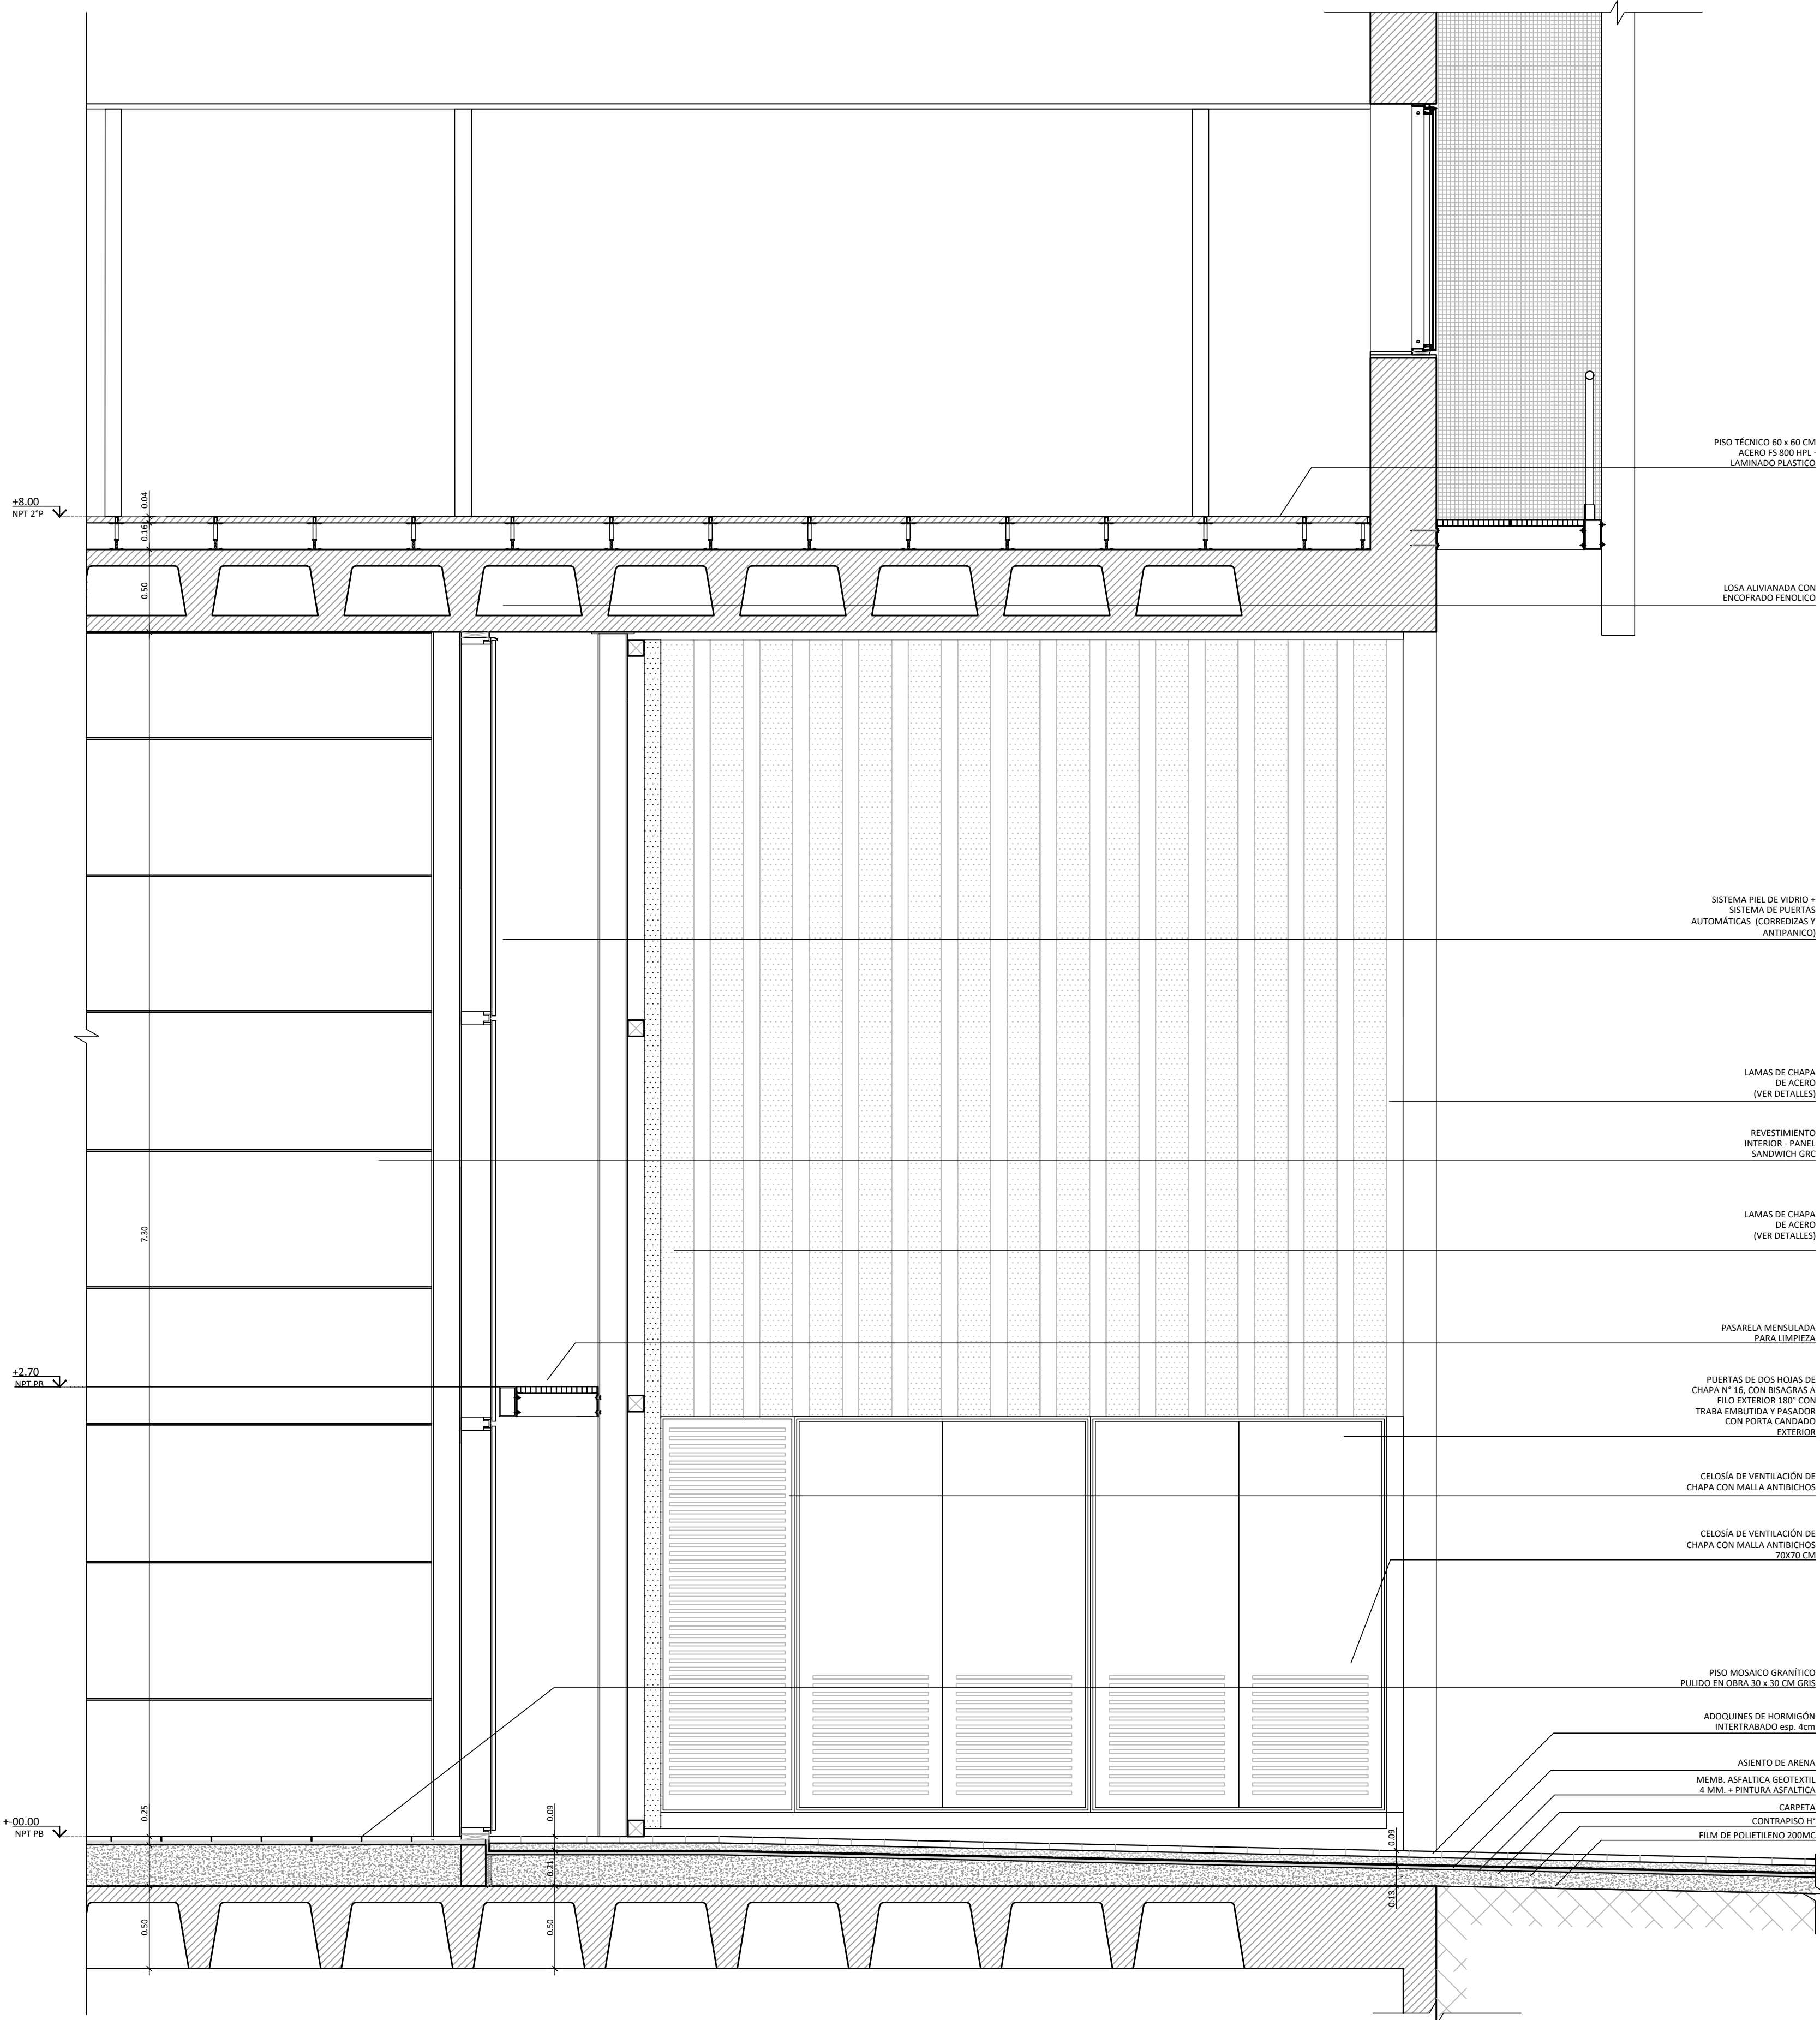 PISO TÉCNICO 60 x 60 CM
ACERO FS 800 HPL -
LAMINADO PLASTICO
+8.00
NPT 2°P
0.04
0.16
0.50
LOSA ALIVIANADA CON
ENCOFRADO FENOLICO
SISTEMA PIEL DE VIDRIO +
SISTEMA DE PUERTAS
AUTOMÁTICAS (CORREDIZAS Y
ANTIPANICO)
LAMAS DE CHAPA
DE ACERO
(VER DETALLES)
REVESTIMIENTO
INTERIOR - PANEL
SANDWICH GRC
LAMAS DE CHAPA
DE ACERO
(VER DETALLES)
7.30
PASARELA MENSULADA
PARA LIMPIEZA
+2.70
NPT PB
PUERTAS DE DOS HOJAS DE
CHAPA N° 16, CON BISAGRAS A
FILO EXTERIOR 180° CON
TRABA EMBUTIDA Y PASADOR
CON PORTA CANDADO
EXTERIOR
CELOSÍA DE VENTILACIÓN DE
CHAPA CON MALLA ANTIBICHOS
CELOSÍA DE VENTILACIÓN DE
CHAPA CON MALLA ANTIBICHOS
70X70 CM
PISO MOSAICO GRANÍTICO
PULIDO EN OBRA 30 x 30 CM GRIS
ADOQUINES DE HORMIGÓN
INTERTRABADO esp. 4cm
ASIENTO DE ARENA
MEMB. ASFALTICA GEOTEXTIL
4 MM. + PINTURA ASFALTICA
CARPETA
CONTRAPISO H°
FILM DE POLIETILENO 200MC
+-00.00
NPT PB
0.25
0.09
0.09
0.21
0.13
0.50
0.50